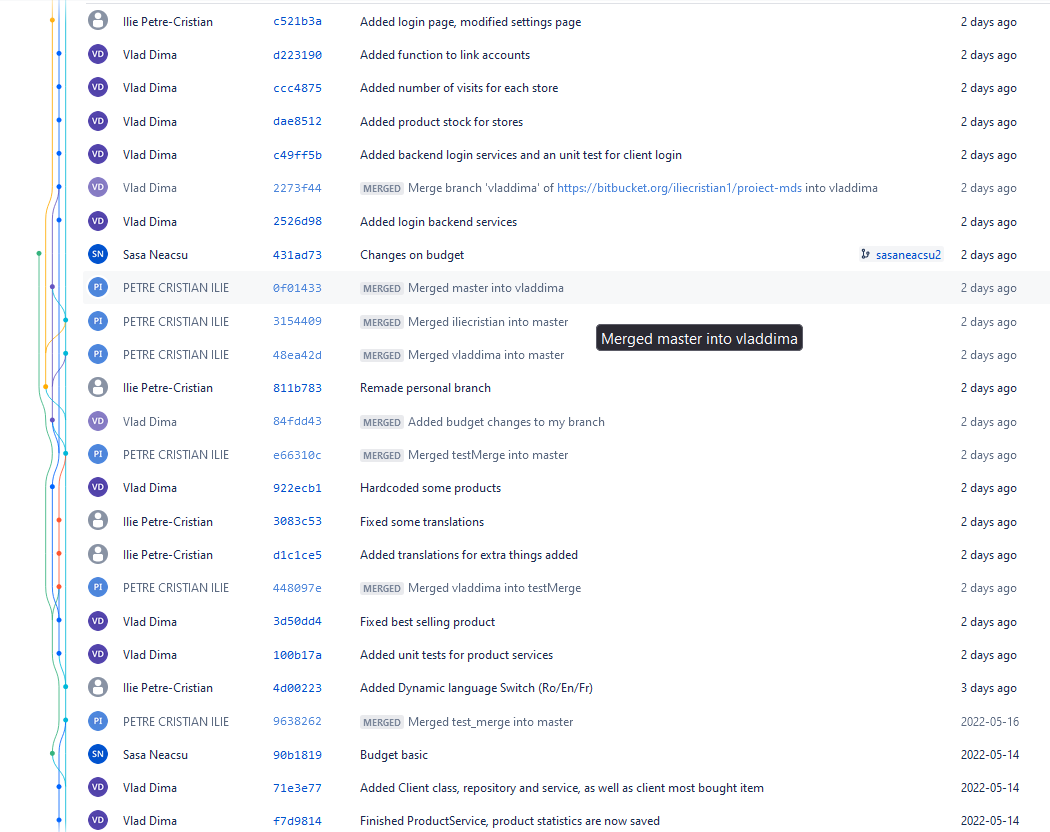 Ilie Petre-Cristian c521b3a Added login page, modified settings page 2 days ago
VD Vlad Dima d223190 Added function to link accounts 2 days ago
VD Vlad Dima ccc4875 Added number of visits for each store 2 days ago
VD Vlad Dima dae8512 Added product stock for stores 2 days ago
VD Vlad Dima c49ff5b Added backend login services and an unit test for client login 2 days ago
VD Vlad Dima 2273f44 MERGED Merge branch 'vladdima' of https://bitbucket.org/iliecristian1/proiect-mds into vladdima 2 days ago
VD Vlad Dima 2526d98 Added login backend services 2 days ago
SN Sasa Neacsu 431ad73 Changes on budget sasaneacsu2 2 days ago
PI PETRE CRISTIAN ILIE 0f01433 MERGED Merged master into vladdima 2 days ago
PI PETRE CRISTIAN ILIE 3154409 MERGED Merged iliecristian into master 2 days ago
Merged master into vladdima
PI PETRE CRISTIAN ILIE 48ea42d MERGED Merged vladdima into master 2 days ago
Ilie Petre-Cristian 811b783 Remade personal branch 2 days ago
VD Vlad Dima 84fdd43 MERGED Added budget changes to my branch 2 days ago
PI PETRE CRISTIAN ILIE e66310c MERGED Merged testMerge into master 2 days ago
VD Vlad Dima 922ecb1 Hardcoded some products 2 days ago
Ilie Petre-Cristian 3083c53 Fixed some translations 2 days ago
Ilie Petre-Cristian d1c1ce5 Added translations for extra things added 2 days ago
PI PETRE CRISTIAN ILIE 448097e MERGED Merged vladdima into testMerge 2 days ago
VD Vlad Dima 3d50dd4 Fixed best selling product 2 days ago
VD Vlad Dima 100b17a Added unit tests for product services 2 days ago
Ilie Petre-Cristian 4d00223 Added Dynamic language Switch (Ro/En/Fr) 3 days ago
PI PETRE CRISTIAN ILIE 9638262 MERGED Merged test_merge into master 2022-05-16
SN Sasa Neacsu 90b1819 Budget basic 2022-05-14
VD Vlad Dima 71e3e77 Added Client class, repository and service, as well as client most bought item 2022-05-14
VD Vlad Dima f7d9814 Finished ProductService, product statistics are now saved 2022-05-14